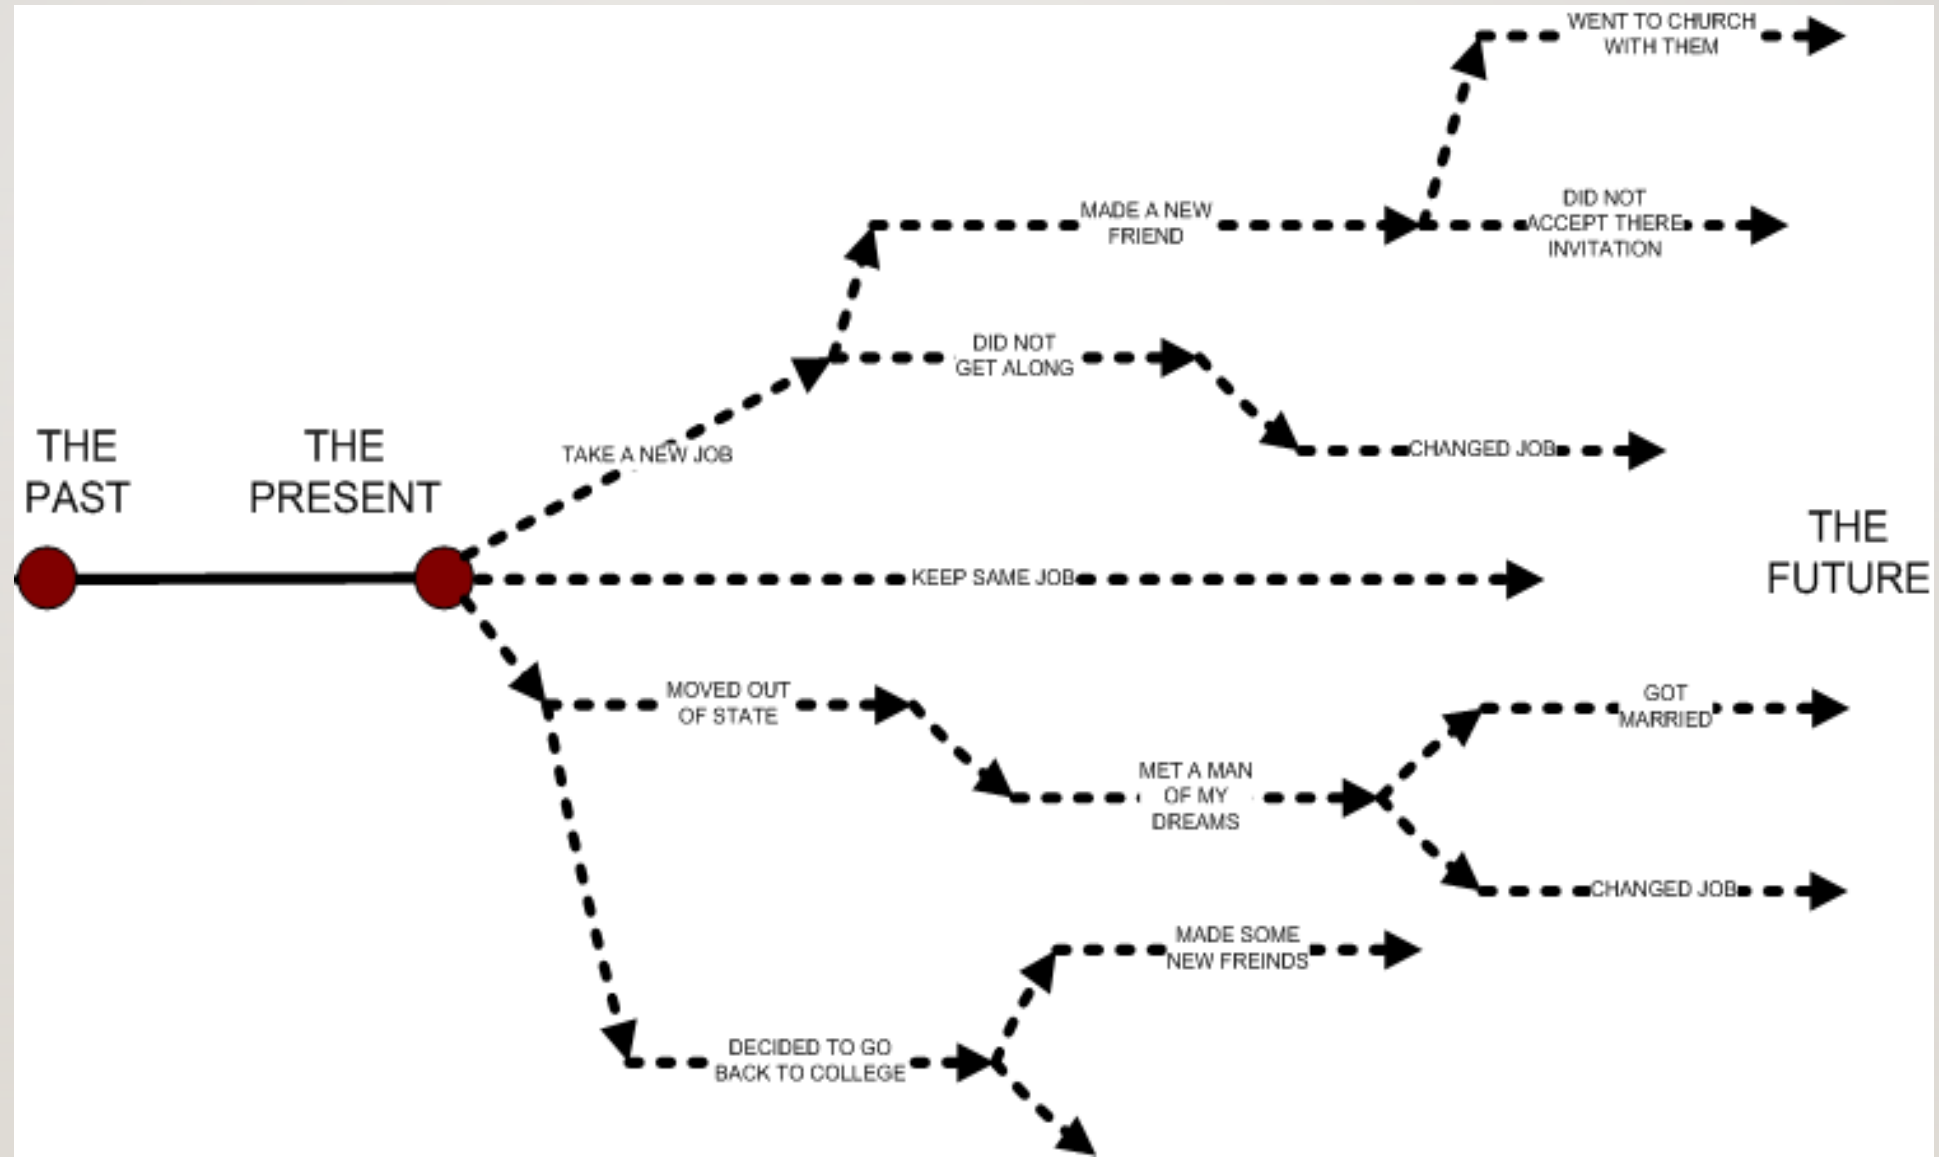 WENT TO CHURCH
WITH THEM
DID NOT
ACCEPT THERE
INVITATION
MADE A NEW
FRIEND
DID NOT
GET ALONG
CHANGED JOB
TAKE A NEW JOB
THE
PAST
THE
PRESENT
THE
FUTURE
KEEP SAME JOB
MOVED OUT
OF STATE
GOT
MARRIED
MET A MAN
OF MY
DREAMS
CHANGED JOB
MADE SOME
NEW FREINDS
DECIDED TO GO
BACK TO COLLEGE